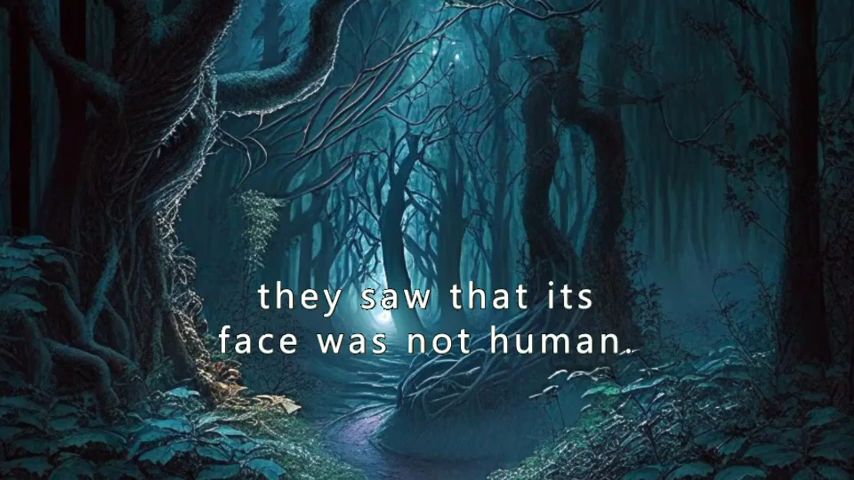 they saw that its
face was not human.